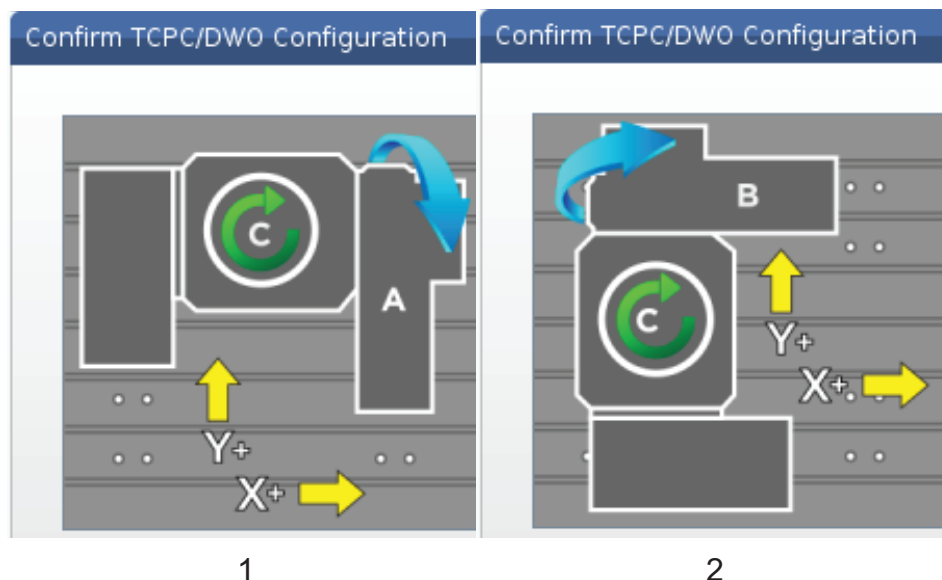 Confirm TCPC/DWO Configuration
C
A
Y+
X+
1
Confirm TCPC/DWO Configuration
B
C
Y+
X+
2